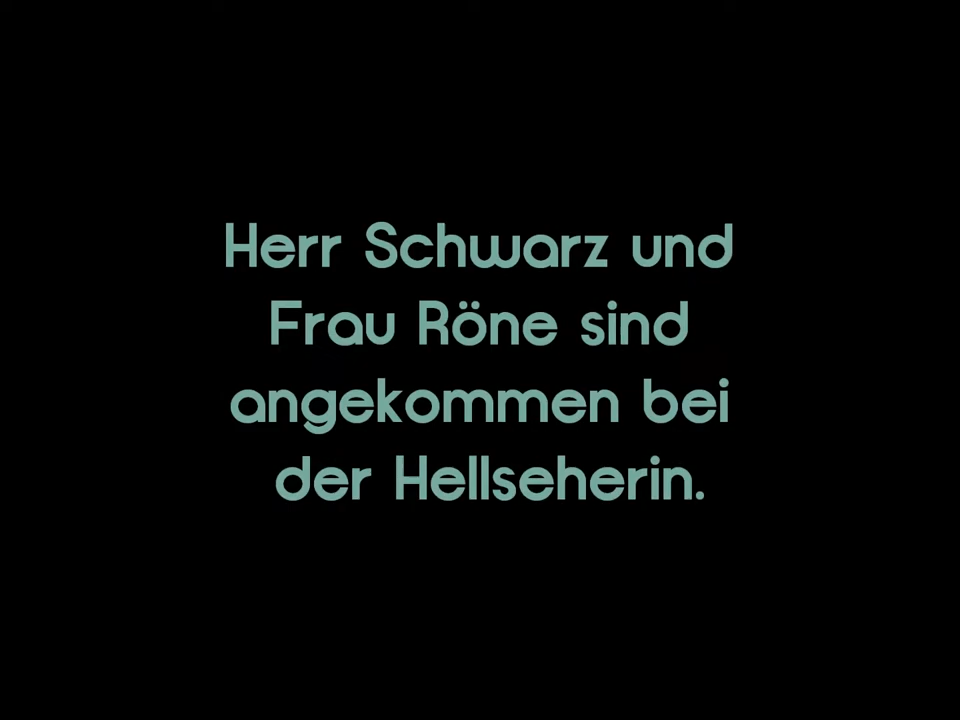 Herr Schwarz und
Frau Röne sind
angekommen bei
der Hellseherin.